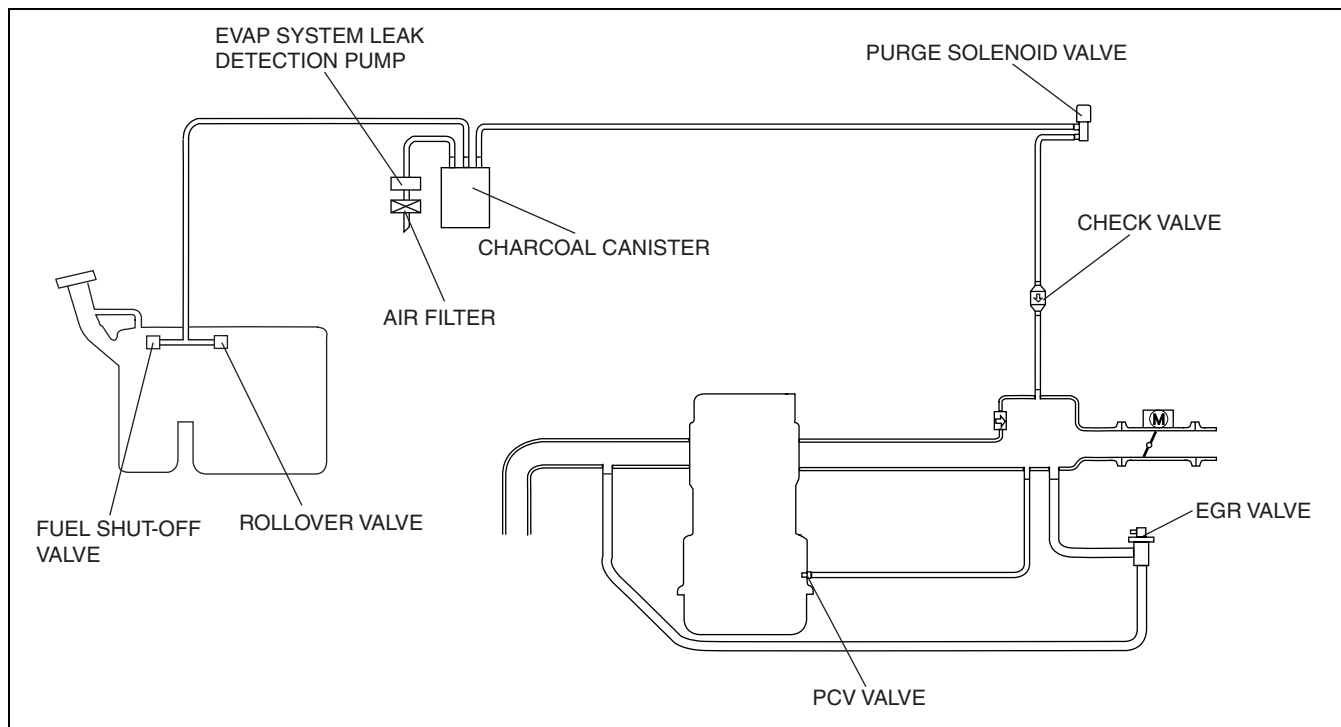 EVAP SYSTEM LEAK
DETECTION PUMP
PURGE SOLENOID VALVE
CHECK VALVE
CHARCOAL CANISTER
AIR FILTER
M
EGR VALVE
ROLLOVER VALVE
FUEL SHUT-OFF
VALVE
PCV VALVE